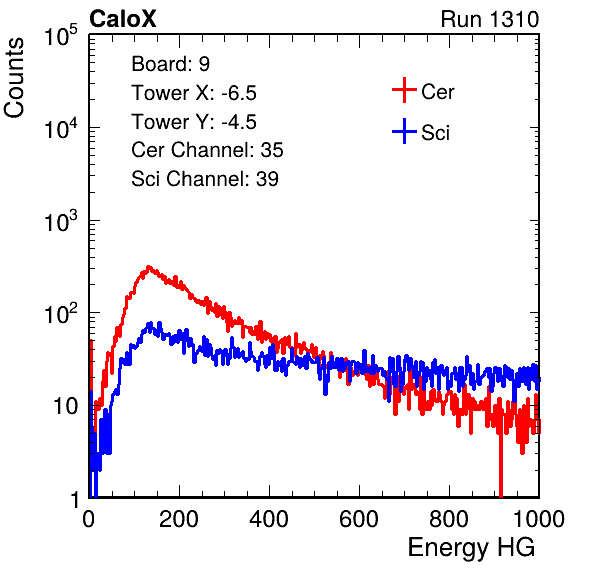 CaloX Run 1310
Counts
10^5
10^4
10^3
10^2
10
1
Board: 9
Tower X: -6.5
Tower Y: -4.5
Cer Channel: 35
Sci Channel: 39
Cer
Sci
0 200 400 600 800 1000
Energy HG